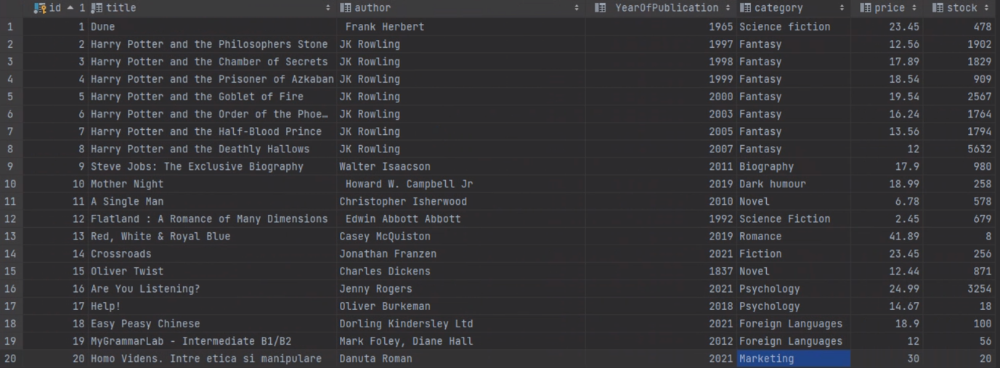 id 1 title author YearOfPublication category price stock
1 1 Dune Frank Herbert 1965 Science fiction 23.45 478
2 2 Harry Potter and the Philosophers Stone JK Rowling 1997 Fantasy 12.56 1902
3 3 Harry Potter and the Chamber of Secrets JK Rowling 1998 Fantasy 17.89 1829
4 4 Harry Potter and the Prisoner of Azkaban JK Rowling 1999 Fantasy 18.54 909
5 5 Harry Potter and the Goblet of Fire JK Rowling 2000 Fantasy 19.54 2567
6 6 Harry Potter and the Order of the Phoe… JK Rowling 2003 Fantasy 16.24 1764
7 7 Harry Potter and the Half-Blood Prince JK Rowling 2005 Fantasy 13.56 1794
8 8 Harry Potter and the Deathly Hallows JK Rowling 2007 Fantasy 12 5632
9 9 Steve Jobs: The Exclusive Biography Walter Isaacson 2011 Biography 17.9 980
10 10 Mother Night Howard W. Campbell Jr 2019 Dark humour 18.99 258
11 11 A Single Man Christopher Isherwood 2010 Novel 6.78 578
12 12 Flatland : A Romance of Many Dimensions Edwin Abbott Abbott 1992 Science Fiction 2.45 679
13 13 Red, White & Royal Blue Casey McQuiston 2019 Romance 41.89 8
14 14 Crossroads Jonathan Franzen 2021 Fiction 23.45 256
15 15 Oliver Twist Charles Dickens 1837 Novel 12.44 871
16 16 Are You Listening? Jenny Rogers 2021 Psychology 24.99 3254
17 17 Help! Oliver Burkeman 2018 Psychology 14.67 18
18 18 Easy Peasy Chinese Dorling Kindersley Ltd 2021 Foreign Languages 18.9 100
19 19 MyGrammarLab - Intermediate B1/B2 Mark Foley, Diane Hall 2012 Foreign Languages 12 56
20 20 Homo Videns. Intre etica si manipulare Danuta Roman 2021 Marketing 30 20